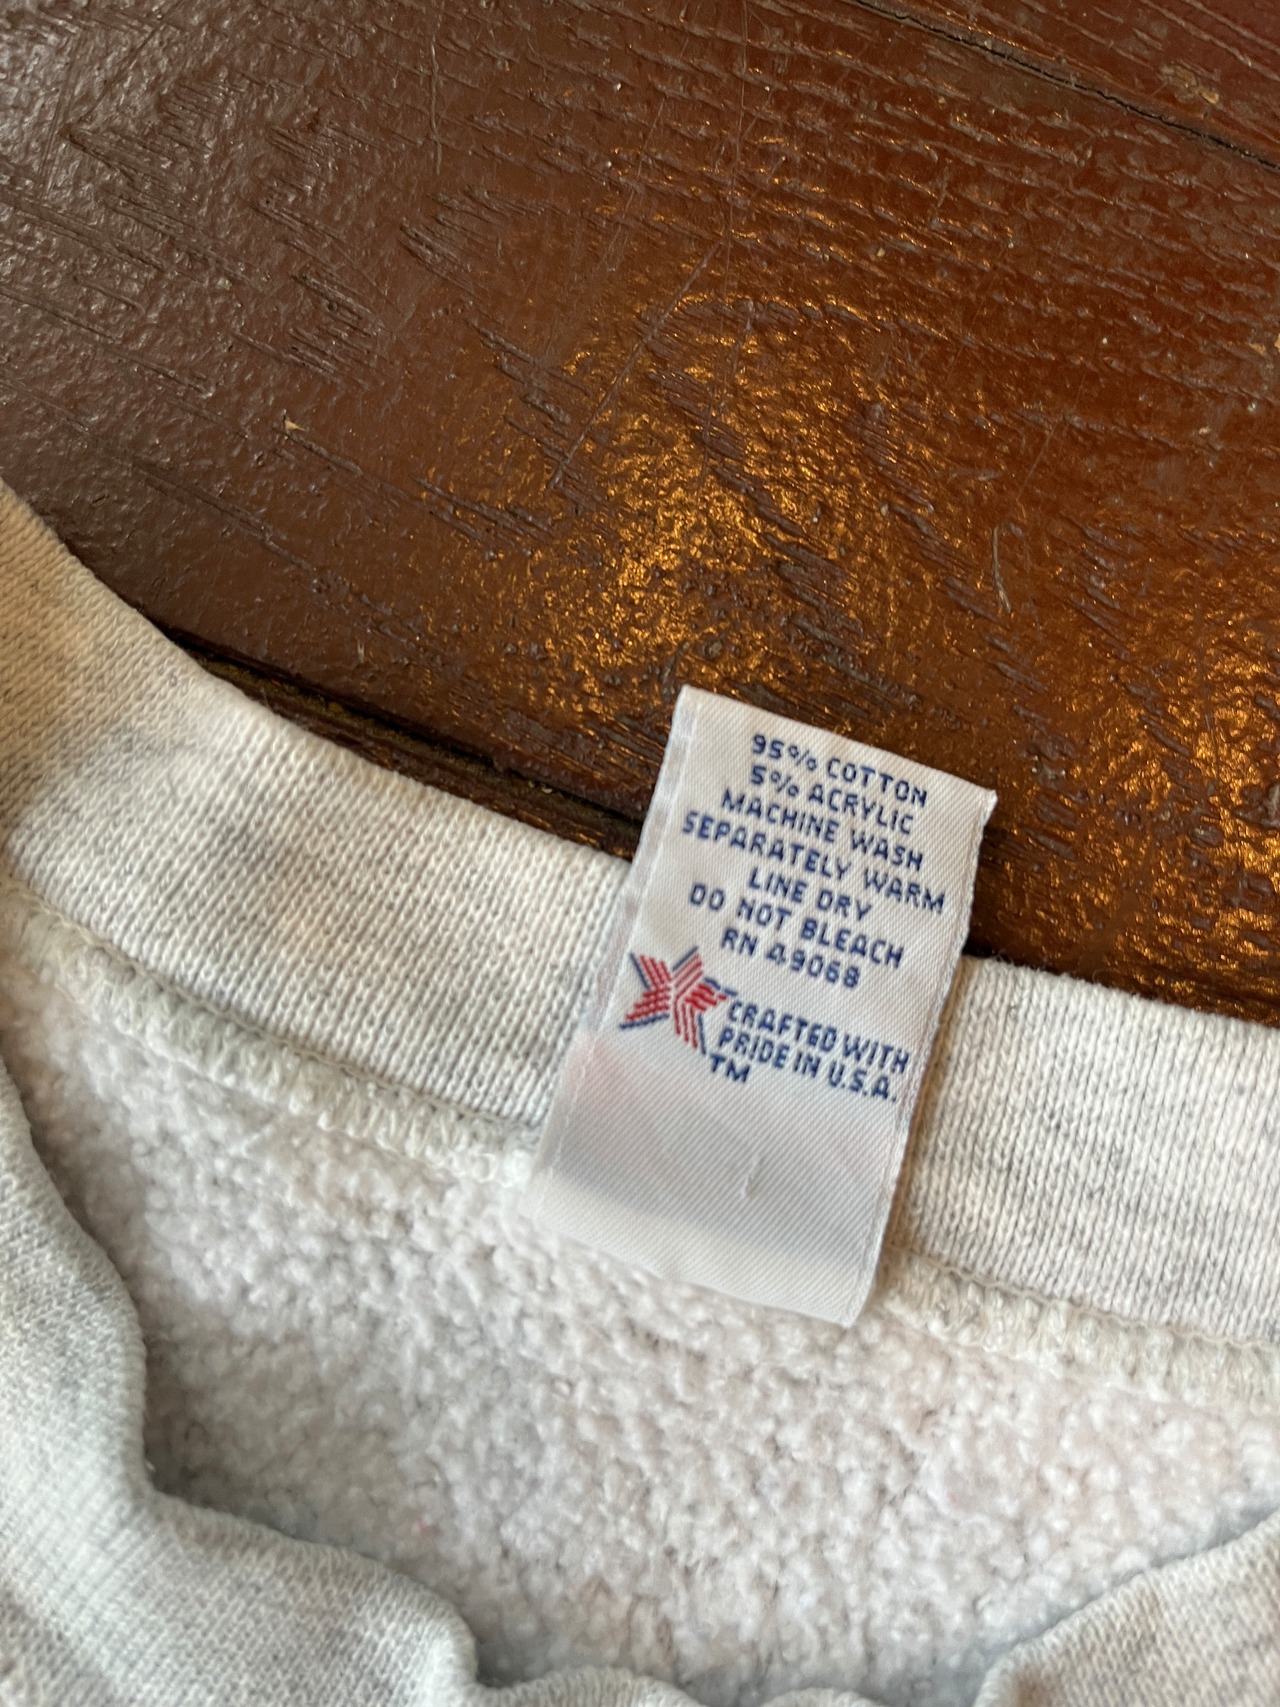 95% COTTON
5% ACRYLIC
MACHINE WASH
SEPARATELY WARM
LINE DRY
DO NOT BLEACH
RN 49068
CRAFTED WITH
PRIDE IN U.S.A.
TM